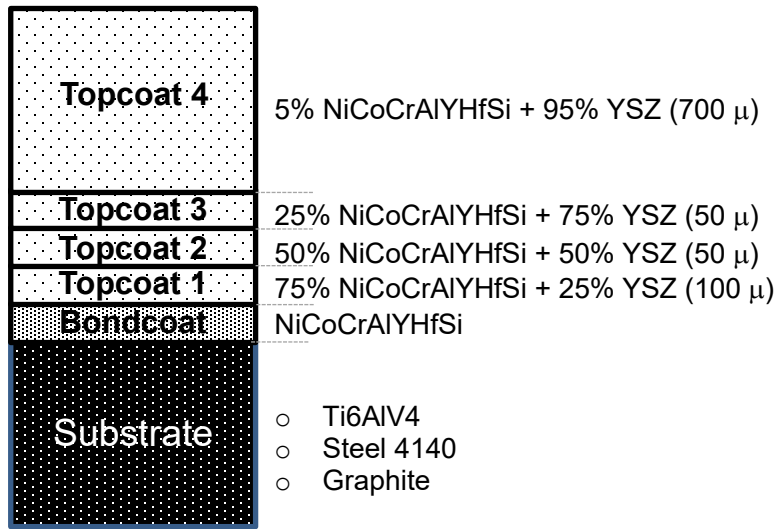 Topcoat 4
5% NiCoCrAlYHfSi + 95% YSZ (700 μ)
Topcoat 3
25% NiCoCrAlYHfSi + 75% YSZ (50 μ)
Topcoat 2
50% NiCoCrAlYHfSi + 50% YSZ (50 μ)
Topcoat 1
75% NiCoCrAlYHfSi + 25% YSZ (100 μ)
Bondcoat
NiCoCrAlYHfSi
Substrate
○ Ti6AlV4
○ Steel 4140
○ Graphite